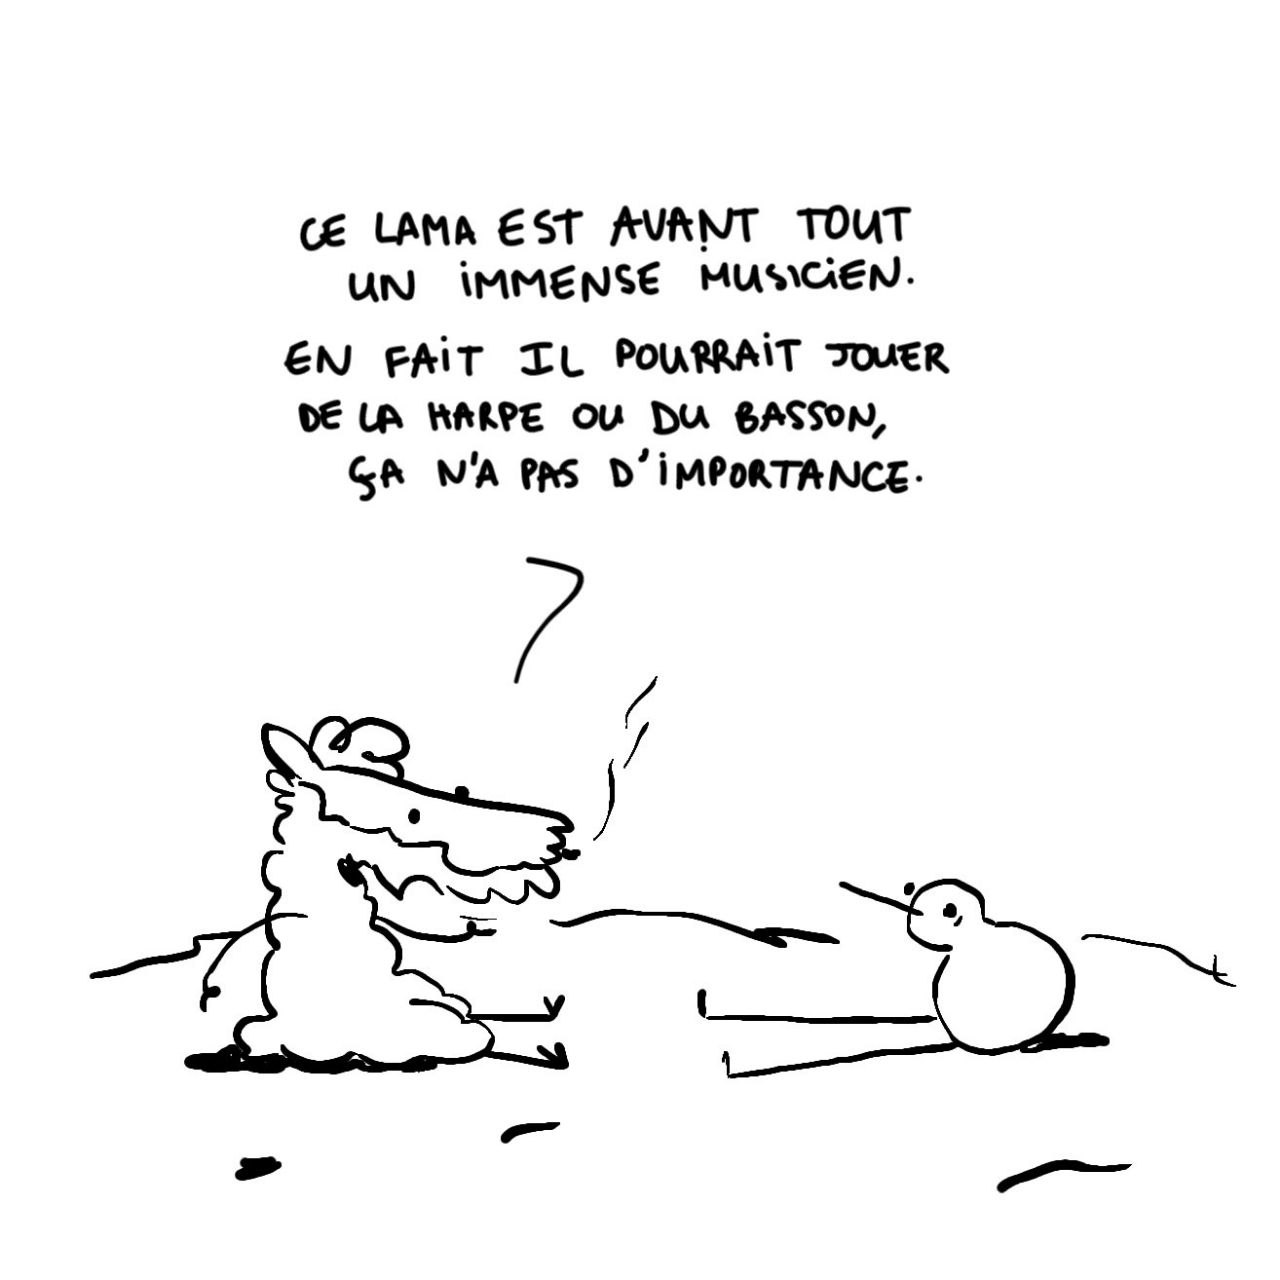 CE LAMA EST AVANT TOUT
UN IMMENSE MUSICIEN.
EN FAIT IL POURRAIT JOUER
DE LA HARPE OU DU BASSON,
ÇA N'A PAS D'IMPORTANCE.